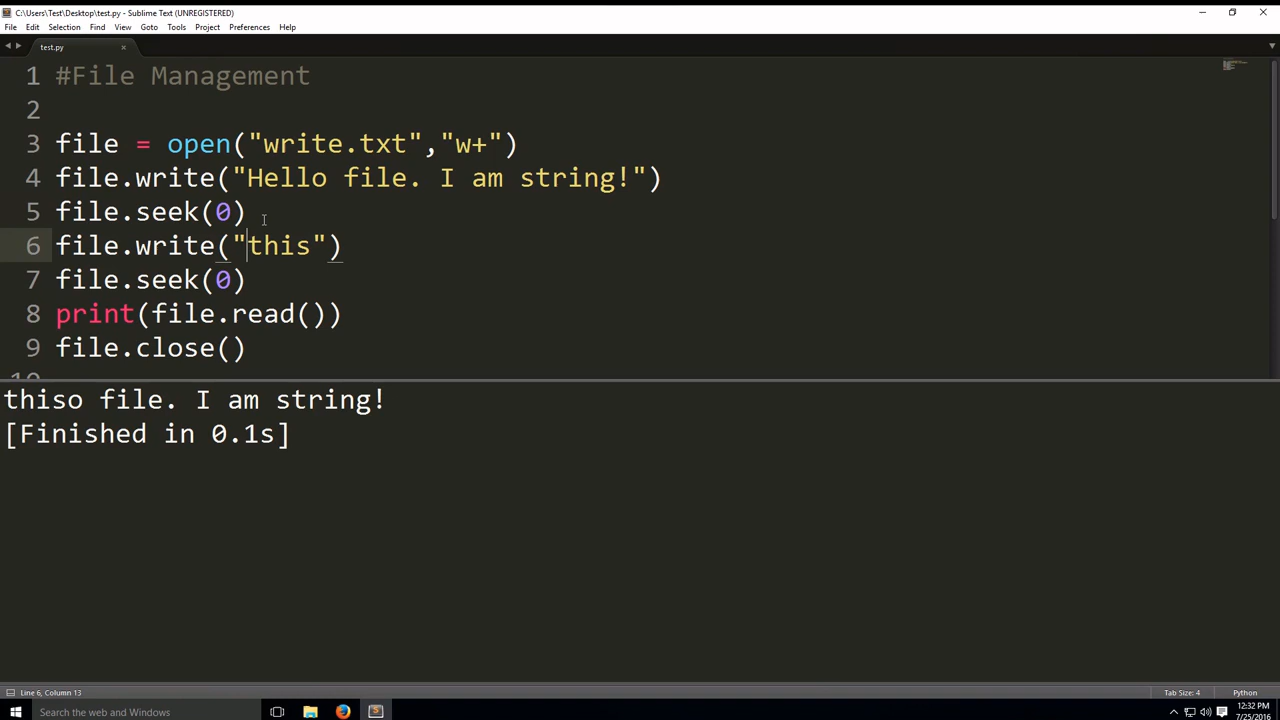 C:\Users\Test\Desktop\test.py - Sublime Text (UNREGISTERED)
File Edit Selection Find View Goto Tools Project Preferences Help
test.py
1 #File Management
2
3 file = open("write.txt","w+")
4 file.write("Hello file. I am string!")
5 file.seek(0)
6 file.write("this")
7 file.seek(0)
8 print(file.read())
9 file.close()
10
thiso file. I am string!
[Finished in 0.1s]
Line 6, Column 13
Tab Size: 4
Python
Search the web and Windows
12:32 PM
7/25/2016